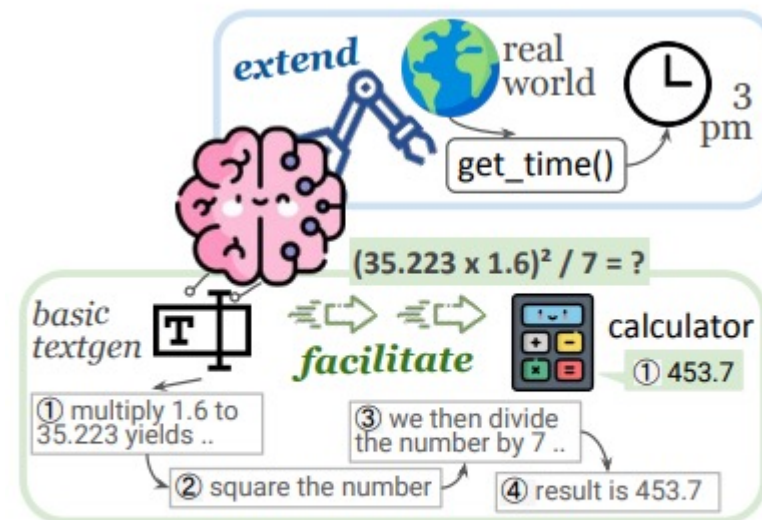 extend
real
world
3
pm
get_time()
(35.223 x 1.6)² / 7 = ?
basic
textgen
T
facilitate
calculator
① 453.7
① multiply 1.6 to
35.223 yields ..
② square the number
③ we then divide
the number by 7 ..
④ result is 453.7